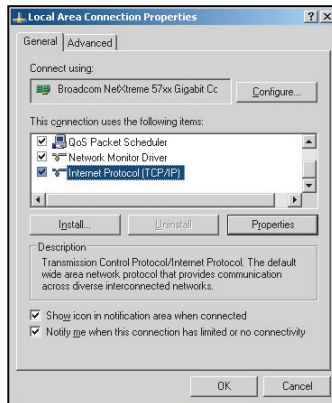 Local Area Connection Properties
General Advanced
Connect using:
Broadcom NetXtreme 57xx Gigabit Cc
Configure...
This connection uses the following items:
QoS Packet Scheduler
Network Monitor Driver
Internet Protocol (TCP/IP)
Install... Uninstall Properties
Description
Transmission Control Protocol/Internet Protocol. The default
wide area network protocol that provides communication
across diverse interconnected networks.
Show icon in notification area when connected
Notify me when this connection has limited or no connectivity
OK Cancel